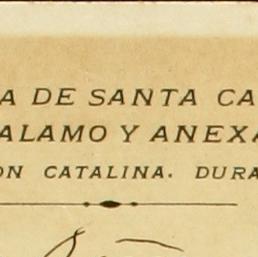 A DE SANTA CA
ALAMO Y ANEXA
ON CATALINA. DURA